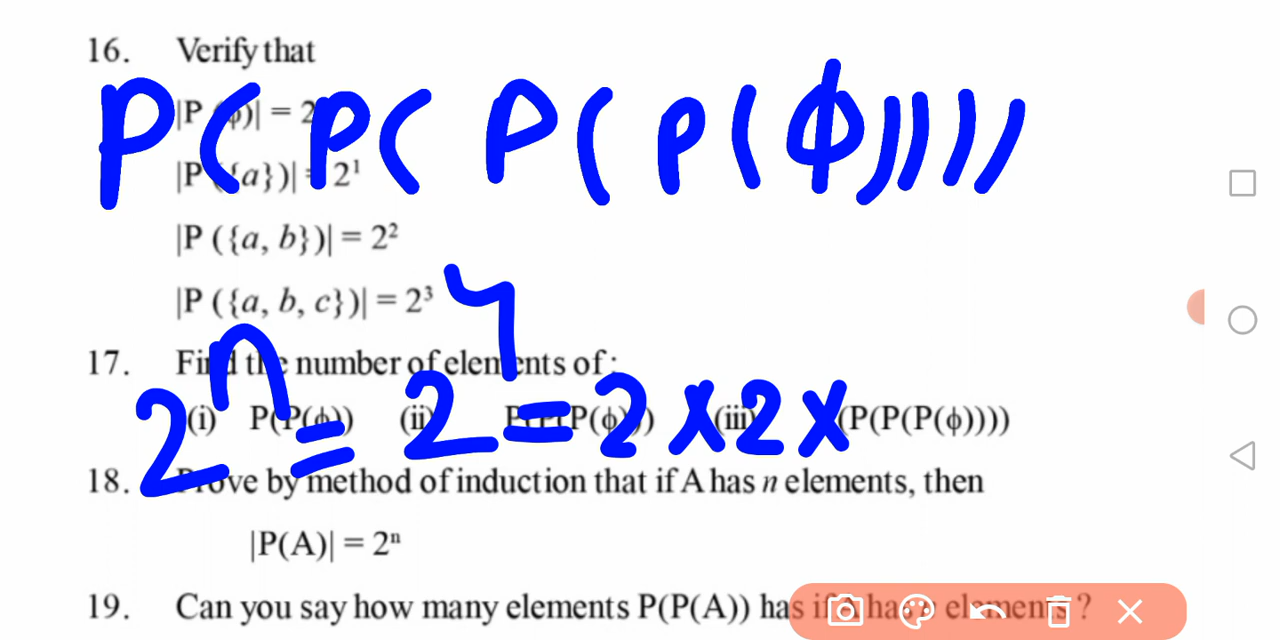 16. Verify that
|P (ϕ)| = 2
P( P( P( P(ϕ))))
|P ({a})| = 2¹
|P ({a, b})| = 2²
|P ({a, b, c})| = 2³
17. Find the number of elements of:
2ⁿ = 2⁴ = 2 × 2 ×
(i) P(P(ϕ)) (ii) P(P(P(ϕ))) (iii) (P(P(P(ϕ))))
18. Prove by method of induction that if A has n elements, then
|P(A)| = 2ⁿ
19. Can you say how many elements P(P(A)) has if A has elements ?